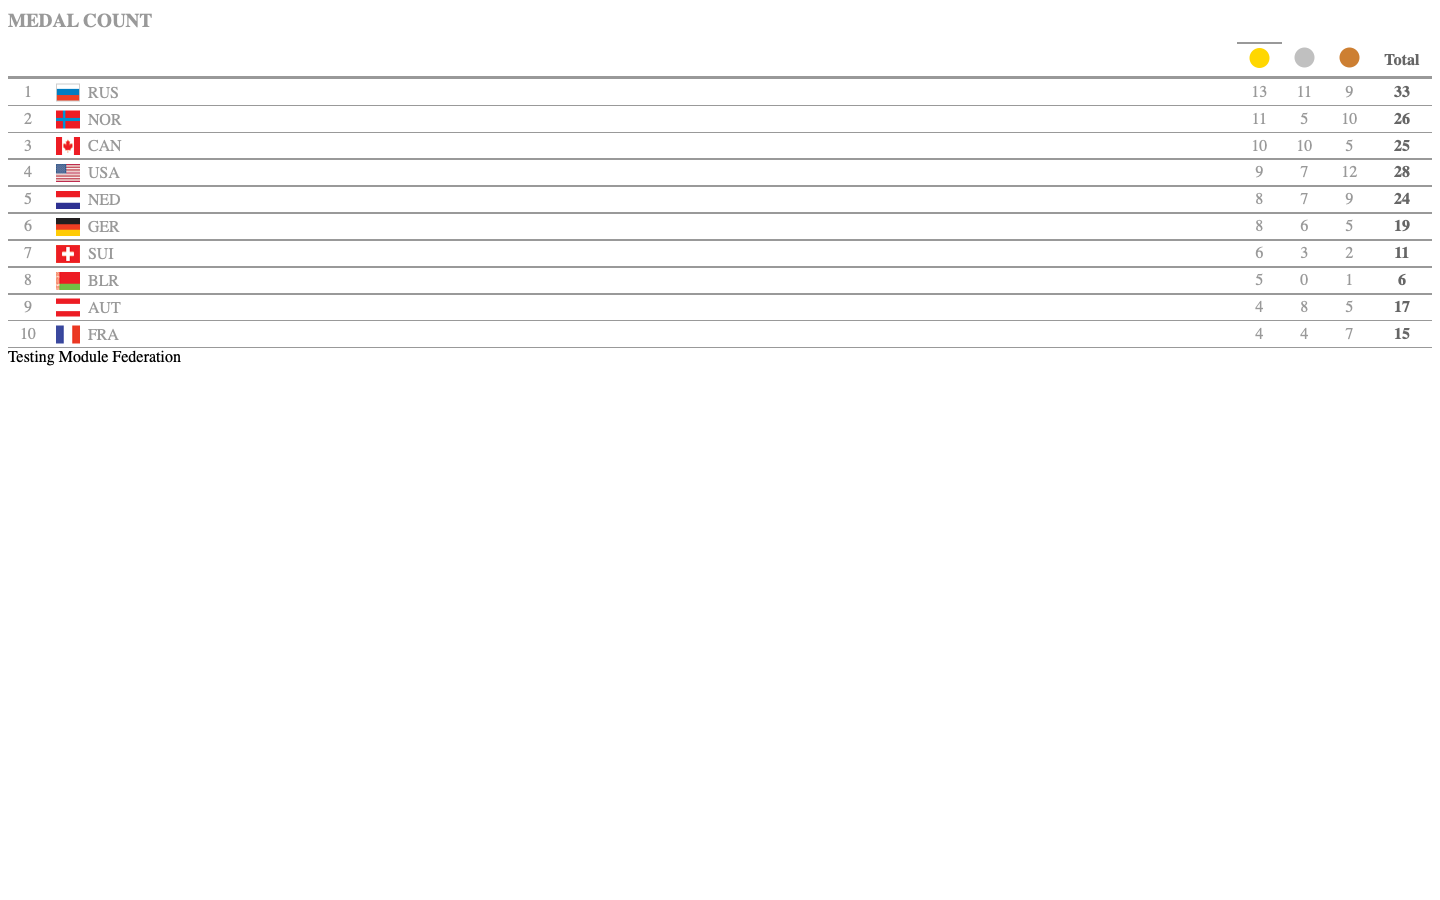 MEDAL COUNT
Total
1 RUS 13 11 9 33
2 NOR 11 5 10 26
3 CAN 10 10 5 25
4 USA 9 7 12 28
5 NED 8 7 9 24
6 GER 8 6 5 19
7 SUI 6 3 2 11
8 BLR 5 0 1 6
9 AUT 4 8 5 17
10 FRA 4 4 7 15
Testing Module Federation